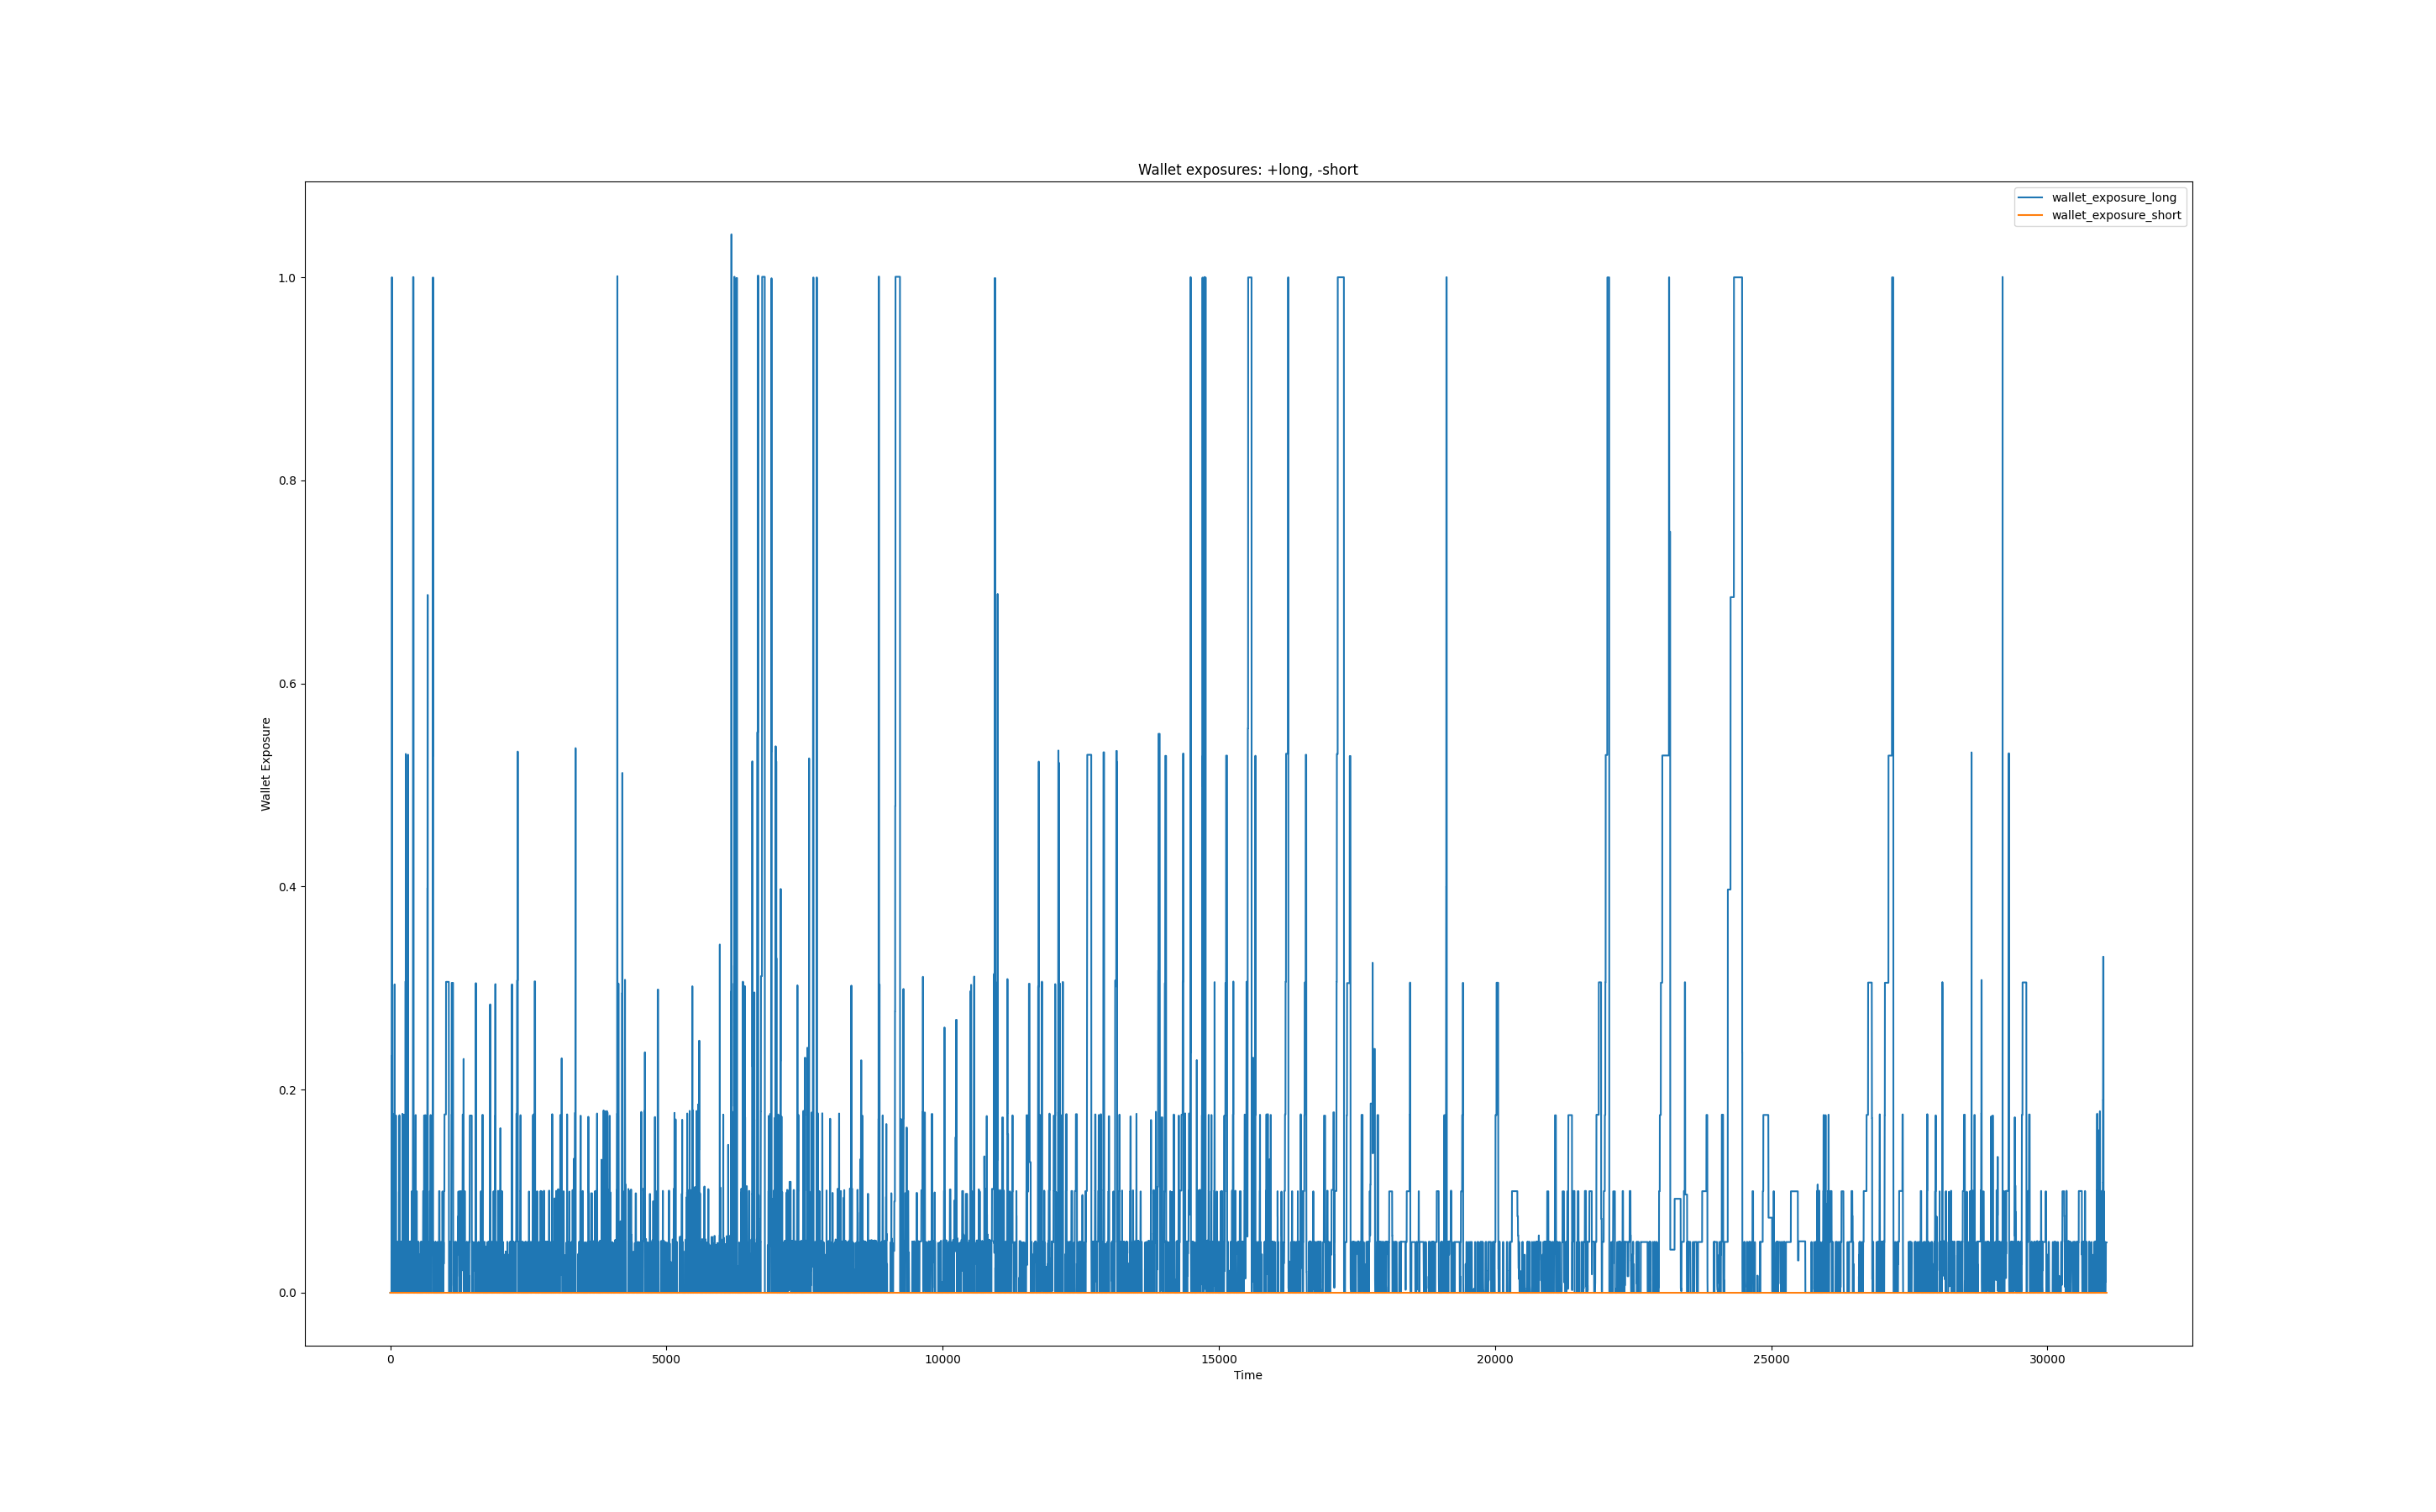 Wallet exposures: +long, -short
wallet_exposure_long
wallet_exposure_short
1.0
0.8
0.6
0.4
0.2
0.0
Wallet Exposure
0 5000 10000 15000 20000 25000 30000
Time